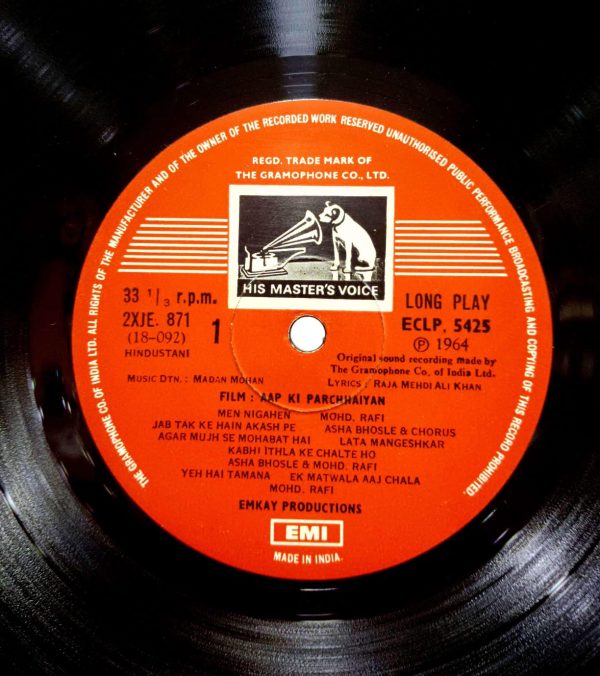 THE GRAMOPHONE CO. OF INDIA LTD. ALL RIGHTS OF THE MANUFACTURER AND OF THE OWNER OF THE RECORDED WORK RESERVED UNAUTHORISED PUBLIC PERFORMANCE BROADCASTING AND COPYING OF THIS RECORD PROHIBITED.
REGD. TRADE MARK OF
THE GRAMOPHONE CO., LTD.
HIS MASTER'S VOICE
33 1/3 r.p.m.
2XJE. 871
(18-092)
HINDUSTANI
1
LONG PLAY
ECLP. 5425
Ⓟ 1964
Original sound recording made by
The Gramophone Co. of India Ltd.
MUSIC DTN. : MADAN MOHAN LYRICS : RAJA MEHDI ALI KHAN
FILM : AAP KI PARCHHAIYAN
MEN NIGAHEN MOHD. RAFI
JAB TAK KE HAIN AKASH PE ASHA BHOSLE & CHORUS
AGAR MUJH SE MOHABAT HAI LATA MANGESHKAR
KABHI ITHLA KE CHALTE HO
ASHA BHOSLE & MOHD. RAFI
YEH HAI TAMANA EK MATWALA AAJ CHALA
MOHD. RAFI
EMKAY PRODUCTIONS
EMI
MADE IN INDIA.